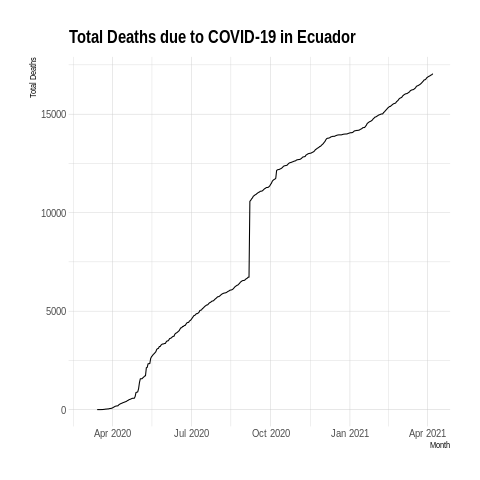 Total Deaths due to COVID-19 in Ecuador
Total Deaths
15000
10000
5000
0
Apr 2020 Jul 2020 Oct 2020 Jan 2021 Apr 2021
Month